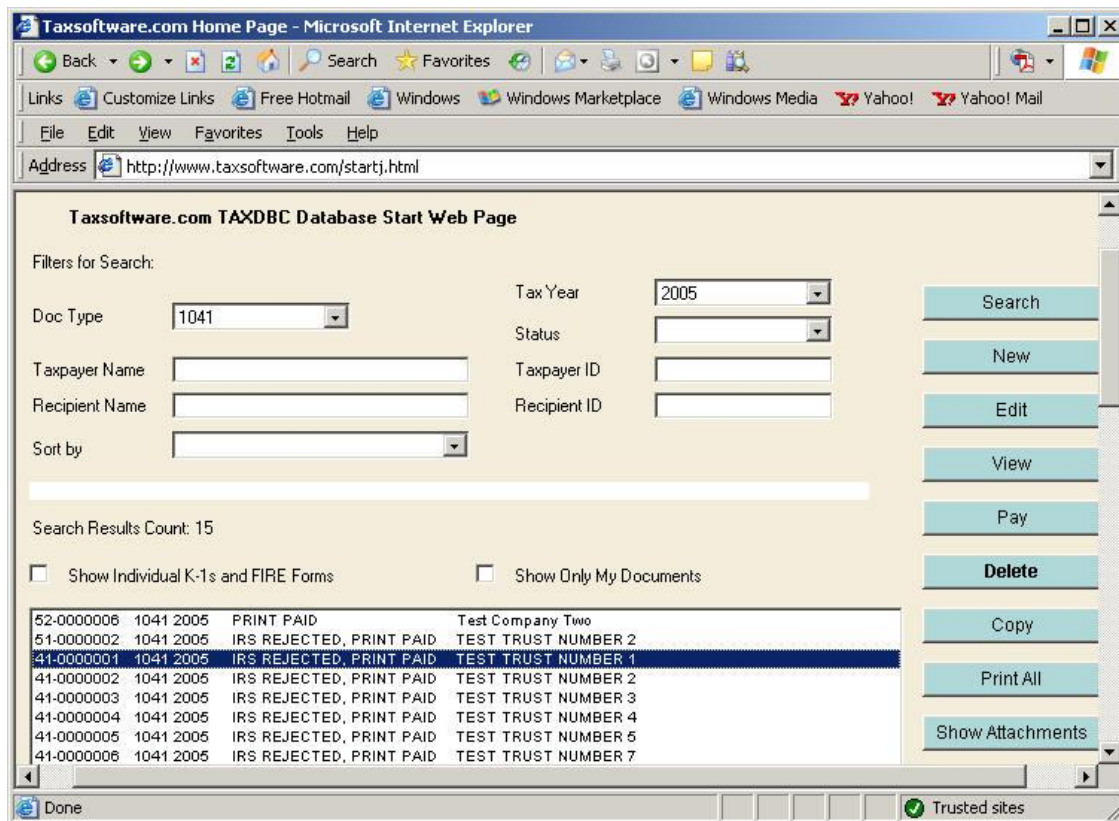 Taxsoftware.com Home Page - Microsoft Internet Explorer
Back Search Favorites
Links Customize Links Free Hotmail Windows Windows Marketplace Windows Media Yahoo! Yahoo! Mail
File Edit View Favorites Tools Help
Address http://www.taxsoftware.com/startj.html
Taxsoftware.com TAXDBC Database Start Web Page
Filters for Search:
Tax Year 2005
Search
Doc Type 1041
Status
New
Taxpayer Name Taxpayer ID
Recipient Name Recipient ID
Edit
Sort by
View
Pay
Search Results Count: 15
Show Individual K-1s and FIRE Forms Show Only My Documents
Delete
52-0000006 1041 2005 PRINT PAID Test Company Two
51-0000002 1041 2005 IRS REJECTED, PRINT PAID TEST TRUST NUMBER 2
41-0000001 1041 2005 IRS REJECTED, PRINT PAID TEST TRUST NUMBER 1
41-0000002 1041 2005 IRS REJECTED, PRINT PAID TEST TRUST NUMBER 2
41-0000003 1041 2005 IRS REJECTED, PRINT PAID TEST TRUST NUMBER 3
41-0000004 1041 2005 IRS REJECTED, PRINT PAID TEST TRUST NUMBER 4
41-0000005 1041 2005 IRS REJECTED, PRINT PAID TEST TRUST NUMBER 5
41-0000006 1041 2005 IRS REJECTED, PRINT PAID TEST TRUST NUMBER 7
Copy
Print All
Show Attachments
Done Trusted sites